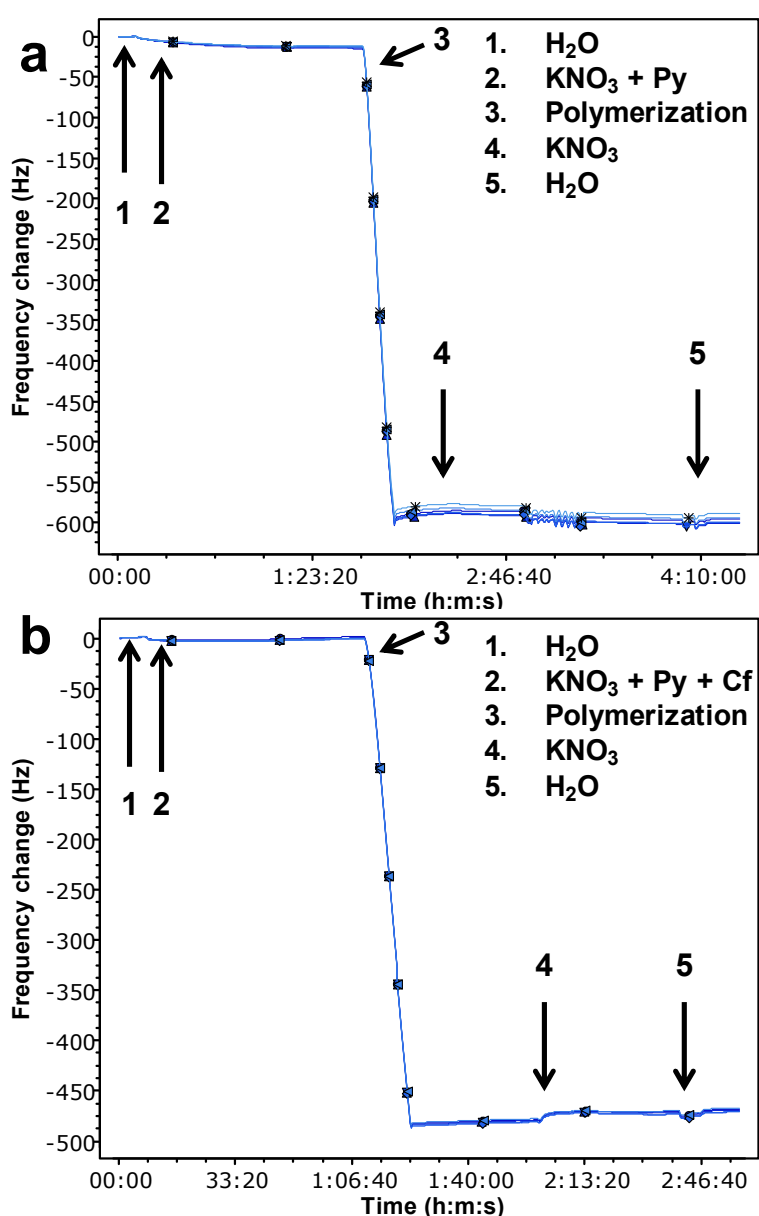 a
3
1. H₂O
2. KNO₃ + Py
3. Polymerization
4. KNO₃
5. H₂O
1 2
4 5
Frequency change (Hz)
0
-50
-100
-150
-200
-250
-300
-350
-400
-450
-500
-550
-600
00:00 1:23:20 2:46:40 4:10:00
Time (h:m:s)
b
3
1. H₂O
2. KNO₃ + Py + Cf
3. Polymerization
4. KNO₃
5. H₂O
1 2
4 5
Frequency change (Hz)
0
-50
-100
-150
-200
-250
-300
-350
-400
-450
-500
00:00 33:20 1:06:40 1:40:00 2:13:20 2:46:40
Time (h:m:s)